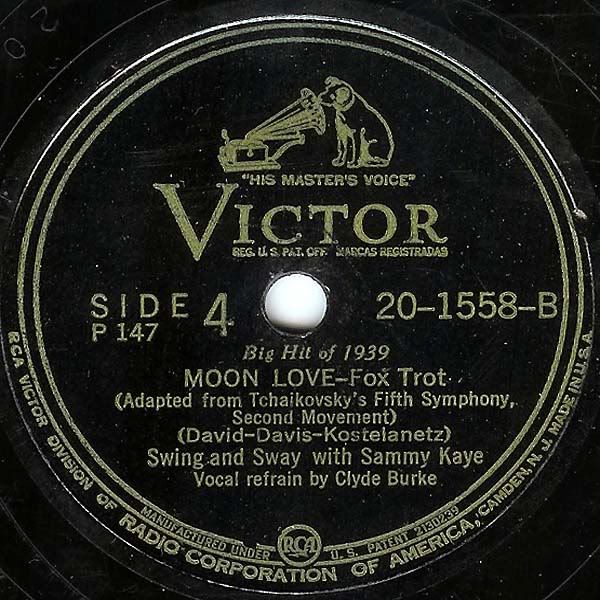 "HIS MASTER'S VOICE"
VICTOR
REG. U. S. PAT. OFF. MARCAS REGISTRADAS
SIDE 4
P 147
20-1558-B
Big Hit of 1939
MOON LOVE-Fox Trot
(Adapted from Tchaikovsky's Fifth Symphony,
Second Movement)
(David-Davis-Kostelanetz)
Swing and Sway with Sammy Kaye
Vocal refrain by Clyde Burke
MANUFACTURED UNDER RCA U. S. PATENT 2130239
RCA VICTOR DIVISION OF RADIO CORPORATION OF AMERICA, CAMDEN, N. J. MADE IN U.S.A.